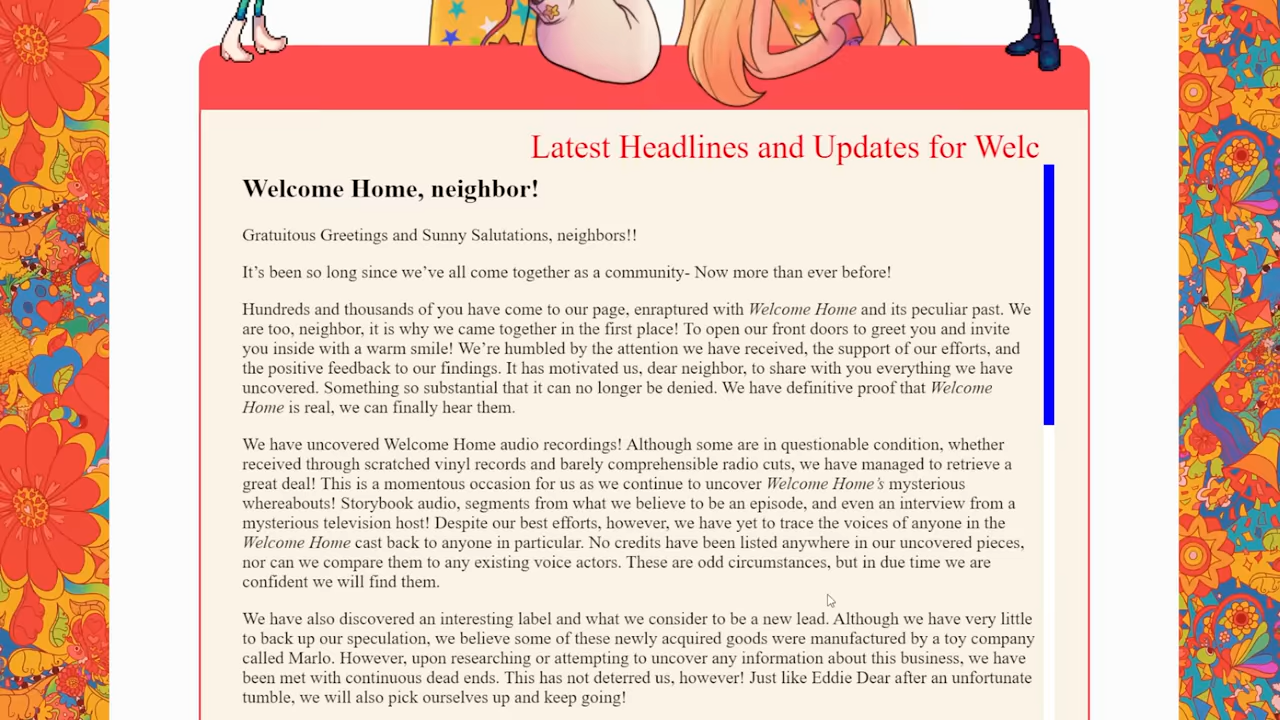 Latest Headlines and Updates for Welc
Welcome Home, neighbor!
Gratuitous Greetings and Sunny Salutations, neighbors!!
It’s been so long since we’ve all come together as a community- Now more than ever before!
Hundreds and thousands of you have come to our page, enraptured with Welcome Home and its peculiar past. We
are too, neighbor, it is why we came together in the first place! To open our front doors to greet you and invite
you inside with a warm smile! We’re humbled by the attention we have received, the support of our efforts, and
the positive feedback to our findings. It has motivated us, dear neighbor, to share with you everything we have
uncovered. Something so substantial that it can no longer be denied. We have definitive proof that Welcome
Home is real, we can finally hear them.
We have uncovered Welcome Home audio recordings! Although some are in questionable condition, whether
received through scratched vinyl records and barely comprehensible radio cuts, we have managed to retrieve a
great deal! This is a momentous occasion for us as we continue to uncover Welcome Home’s mysterious
whereabouts! Storybook audio, segments from what we believe to be an episode, and even an interview from a
mysterious television host! Despite our best efforts, however, we have yet to trace the voices of anyone in the
Welcome Home cast back to anyone in particular. No credits have been listed anywhere in our uncovered pieces,
nor can we compare them to any existing voice actors. These are odd circumstances, but in due time we are
confident we will find them.
We have also discovered an interesting label and what we consider to be a new lead. Although we have very little
to back up our speculation, we believe some of these newly acquired goods were manufactured by a toy company
called Marlo. However, upon researching or attempting to uncover any information about this business, we have
been met with continuous dead ends. This has not deterred us, however! Just like Eddie Dear after an unfortunate
tumble, we will also pick ourselves up and keep going!